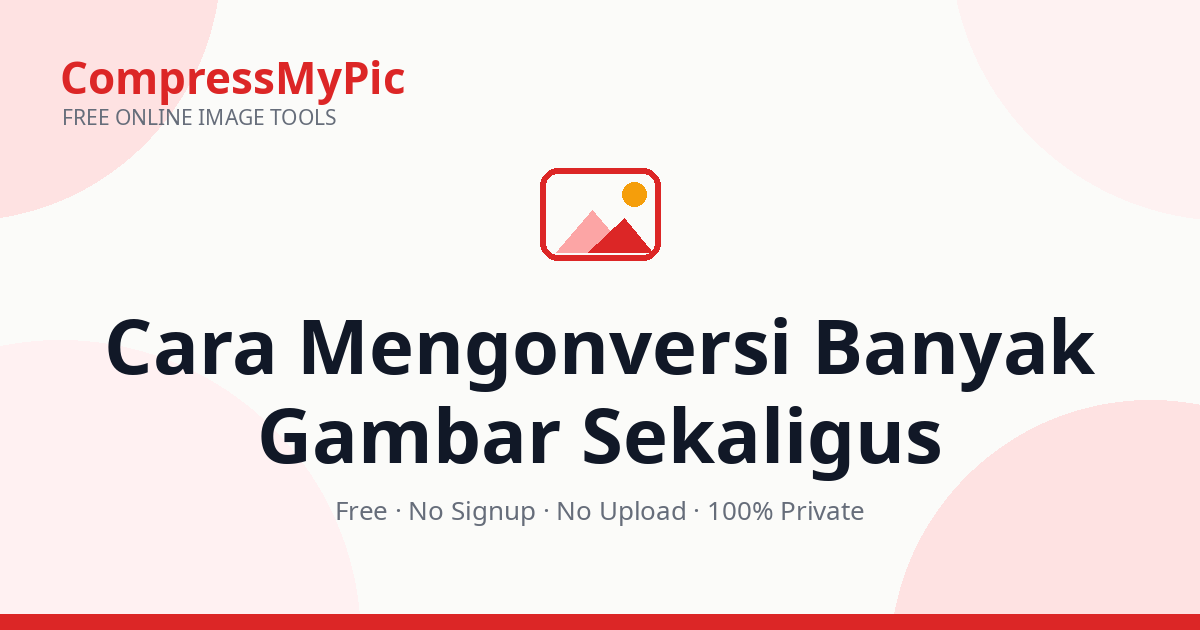 CompressMyPic
FREE ONLINE IMAGE TOOLS
Cara Mengonversi Banyak
Gambar Sekaligus
Free · No Signup · No Upload · 100% Private